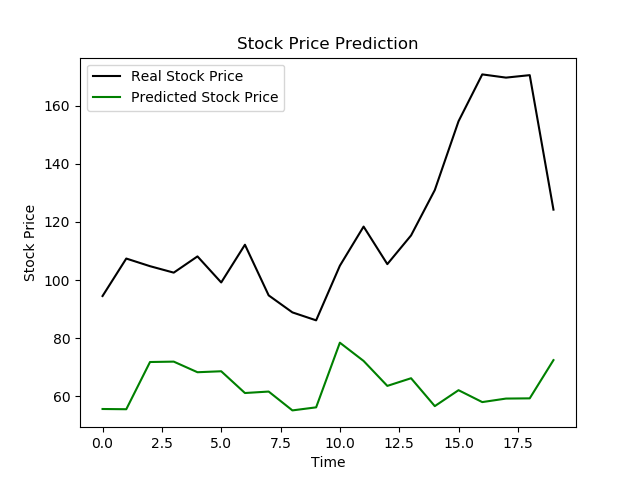 Stock Price Prediction
Real Stock Price
Predicted Stock Price
Stock Price
160
140
120
100
80
60
0.0 2.5 5.0 7.5 10.0 12.5 15.0 17.5
Time